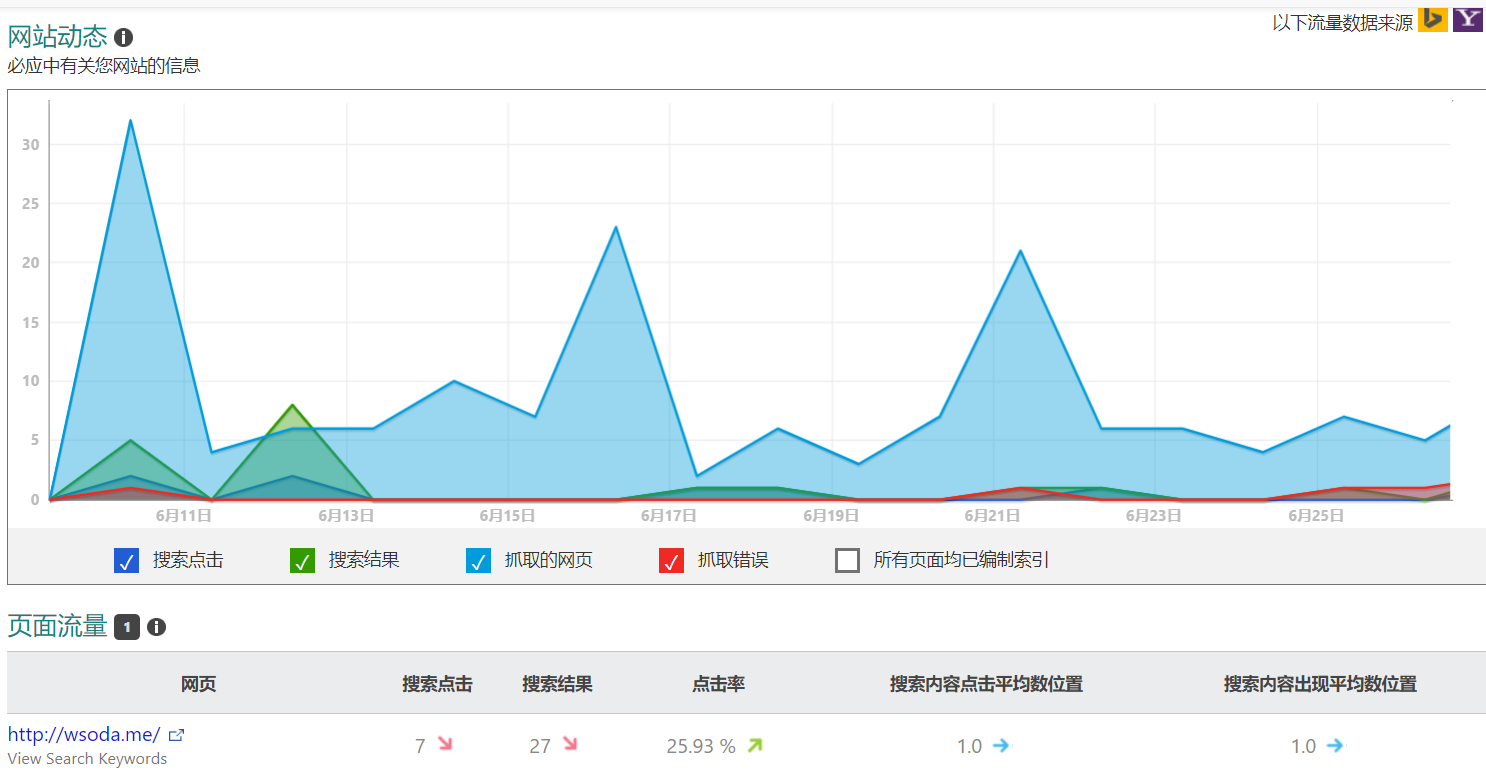 网站动态
以下流量数据来源
必应中有关您网站的信息
30
25
20
15
10
5
0
6月11日 6月13日 6月15日 6月17日 6月19日 6月21日 6月23日 6月25日
搜索点击 搜索结果 抓取的网页 抓取错误 所有页面均已编制索引
页面流量 1
网页 搜索点击 搜索结果 点击率 搜索内容点击平均数位置 搜索内容出现平均数位置
http://wsoda.me/ 7 27 25.93 % 1.0 1.0
View Search Keywords